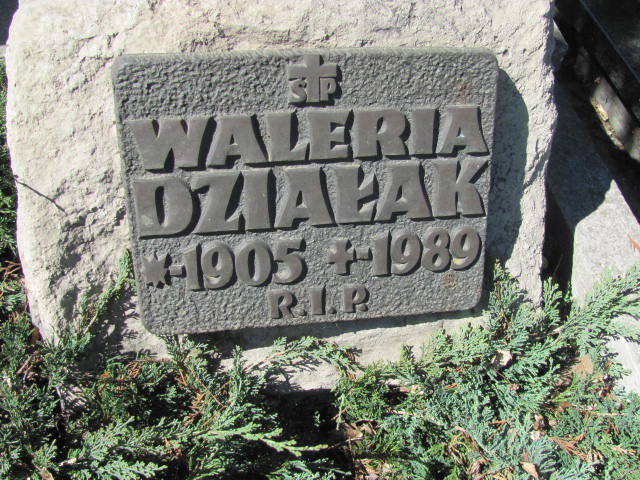 Ś✝P
WALERIA
DZIAŁAK
*-1905 ✝-1989
R.I.P.